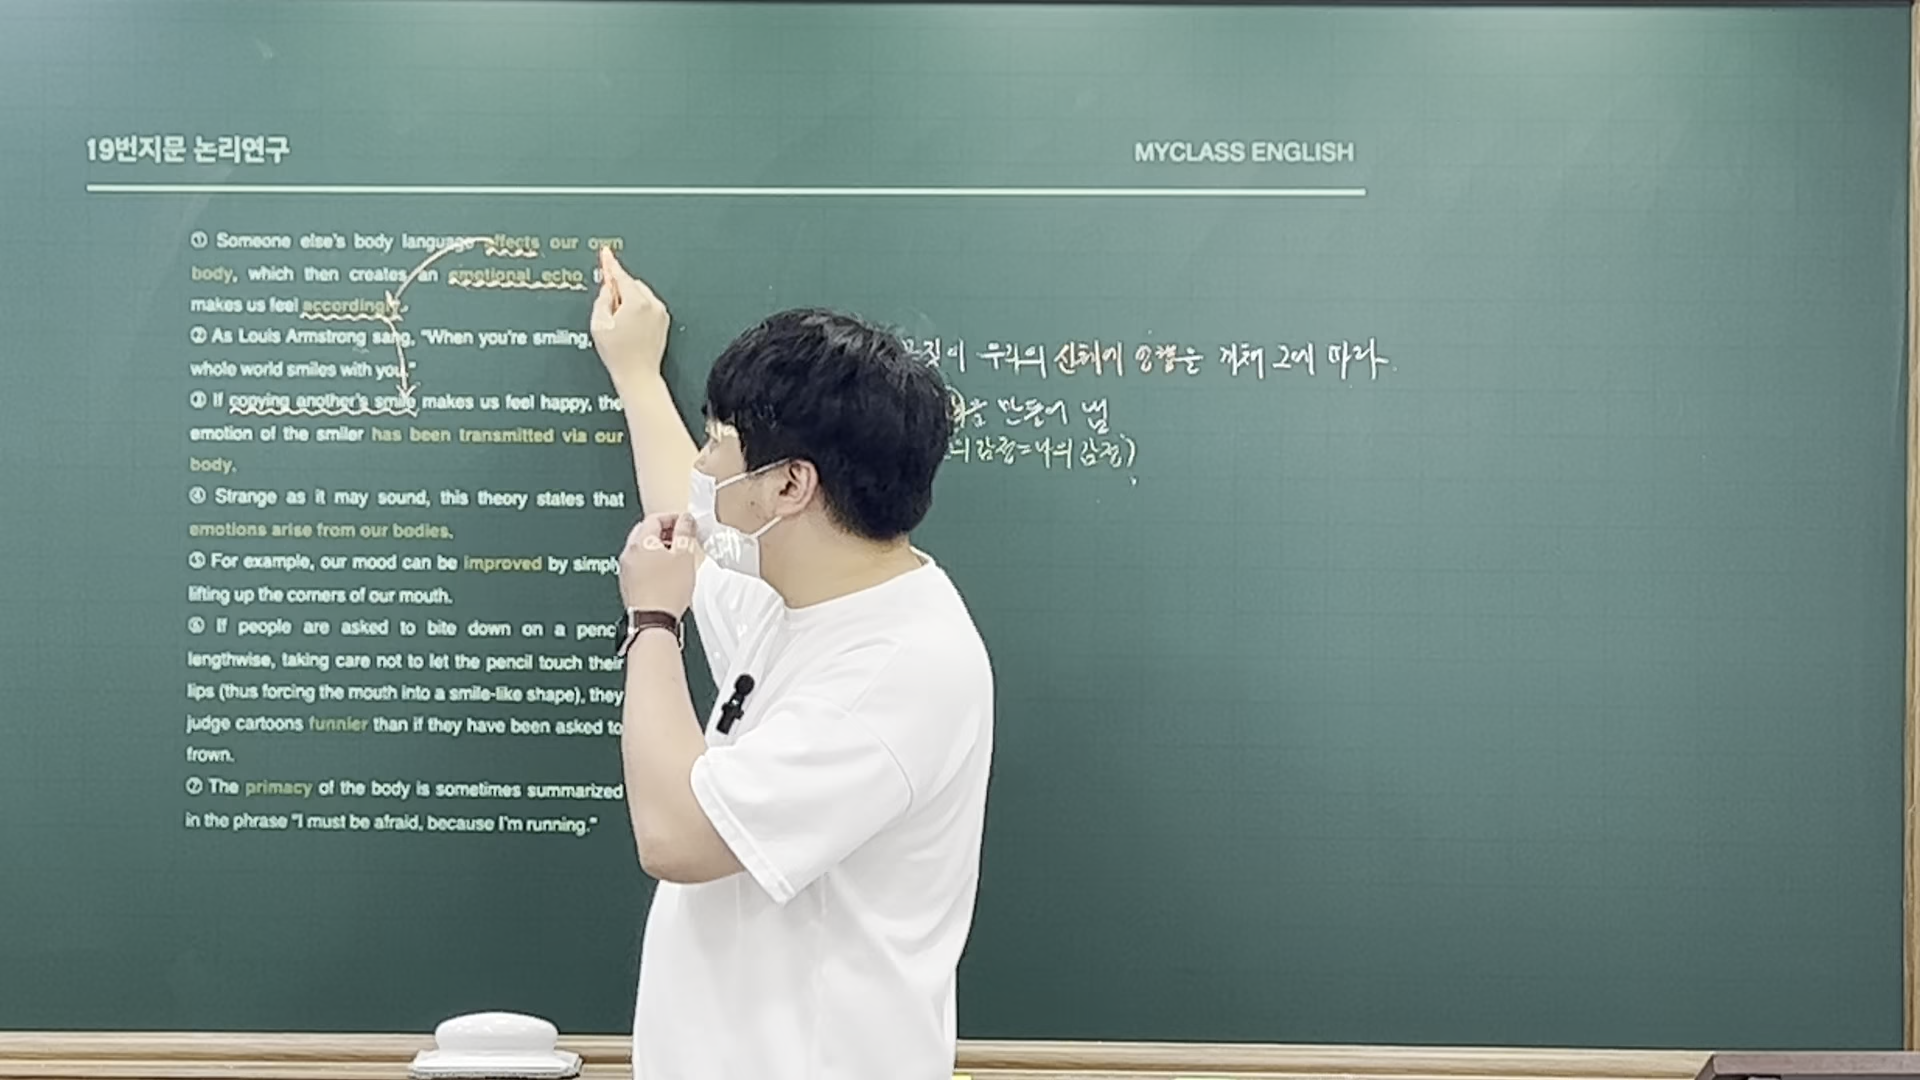 19번지문 논리연구
MYCLASS ENGLISH
① Someone else's body language affects our own
body, which then creates an emotional echo
makes us feel accordingly.
② As Louis Armstrong sang, "When you're smiling,
whole world smiles with you."
③ If copying another's smile makes us feel happy, the
emotion of the smiler has been transmitted via our
body.
④ Strange as it may sound, this theory states that
emotions arise from our bodies.
⑤ For example, our mood can be improved by simply
lifting up the corners of our mouth.
⑥ If people are asked to bite down on a pencil
lengthwise, taking care not to let the pencil touch their
lips (thus forcing the mouth into a smile-like shape), they
judge cartoons funnier than if they have been asked to
frown.
⑦ The primacy of the body is sometimes summarized
in the phrase "I must be afraid, because I'm running."
우리의 신체에 영향을 끼쳐 그에 따라
만들어 냄
감정=나의 감정)